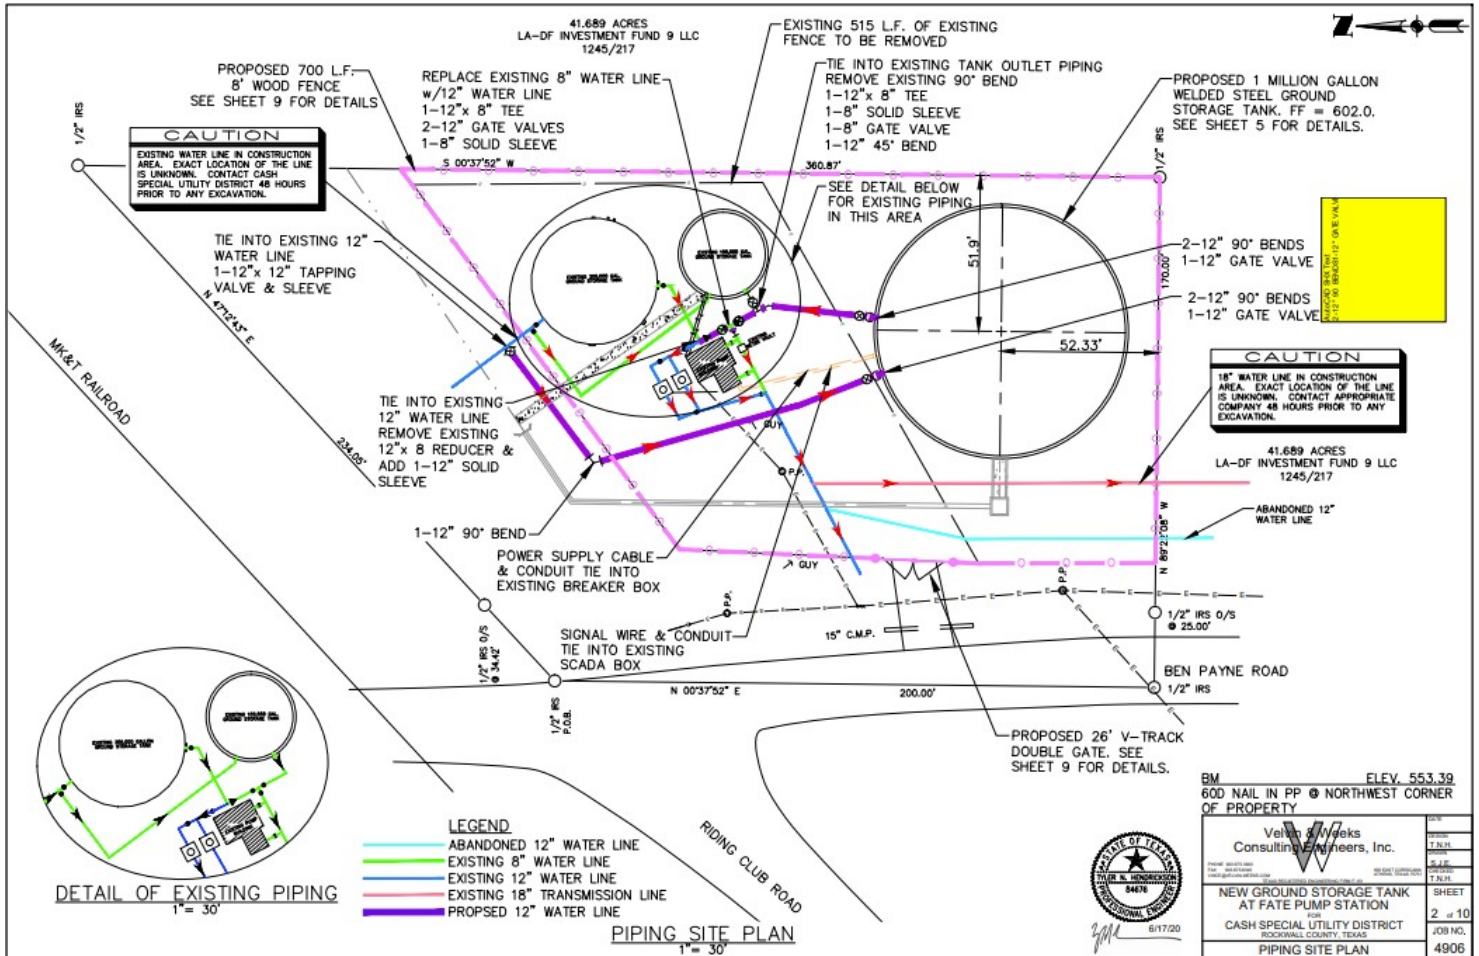 41.689 ACRES
LA-DF INVESTMENT FUND 9 LLC
1245/217
EXISTING 515 L.F. OF EXISTING
FENCE TO BE REMOVED
PROPOSED 700 L.F.
8' WOOD FENCE
SEE SHEET 9 FOR DETAILS
REPLACE EXISTING 8" WATER LINE
w/12" WATER LINE
1-12"x 8" TEE
2-12" GATE VALVES
1-8" SOLID SLEEVE
TIE INTO EXISTING TANK OUTLET PIPING
REMOVE EXISTING 90° BEND
1-12"x 8" TEE
1-8" SOLID SLEEVE
1-8" GATE VALVE
1-12" 45° BEND
PROPOSED 1 MILLION GALLON
WELDED STEEL GROUND
STORAGE TANK. FF = 602.0.
SEE SHEET 5 FOR DETAILS.
1/2" IRS
CAUTION
EXISTING WATER LINE IN CONSTRUCTION
AREA. EXACT LOCATION OF THE LINE
IS UNKNOWN. CONTACT CASH
SPECIAL UTILITY DISTRICT 48 HOURS
PRIOR TO ANY EXCAVATION.
S 00°37'52" W
360.87'
1/2" IRS
SEE DETAIL BELOW
FOR EXISTING PIPING
IN THIS AREA
TIE INTO EXISTING 12"
WATER LINE
1-12"x 12" TAPPING
VALVE & SLEEVE
51.9'
170.00'
2-12" 90° BENDS
1-12" GATE VALVE
2-12" 90° BENDS
1-12" GATE VALVE
52.33'
N 47°12'43" E
MK&T RAILROAD
234.05'
CAUTION
18" WATER LINE IN CONSTRUCTION
AREA. EXACT LOCATION OF THE LINE
IS UNKNOWN. CONTACT APPROPRIATE
COMPANY 48 HOURS PRIOR TO ANY
EXCAVATION.
TIE INTO EXISTING
12" WATER LINE
REMOVE EXISTING
12"x 8 REDUCER &
ADD 1-12" SOLID
SLEEVE
GUY
P.P.
41.689 ACRES
LA-DF INVESTMENT FUND 9 LLC
1245/217
ABANDONED 12"
WATER LINE
1-12" 90° BEND
POWER SUPPLY CABLE
& CONDUIT TIE INTO
EXISTING BREAKER BOX
GUY
P.P.
P.P.
SIGNAL WIRE & CONDUIT
TIE INTO EXISTING
SCADA BOX
15" C.M.P.
1/2" IRS O/S
@ 25.00'
1/2" IRS O/S
@ 34.42'
BEN PAYNE ROAD
1/2" IRS
N 00°37'52" E
200.00'
1/2" IRS
P.O.B.
PROPOSED 26' V-TRACK
DOUBLE GATE. SEE
SHEET 9 FOR DETAILS.
RIDING CLUB ROAD
DETAIL OF EXISTING PIPING
1"= 30'
LEGEND
ABANDONED 12" WATER LINE
EXISTING 8" WATER LINE
EXISTING 12" WATER LINE
EXISTING 18" TRANSMISSION LINE
PROPSED 12" WATER LINE
PIPING SITE PLAN
1"= 30'
BM ELEV. 553.39
60D NAIL IN PP @ NORTHWEST CORNER
OF PROPERTY
STATE OF TEXAS
TYLER N. HENDRICKSON
84676
PROFESSIONAL ENGINEER
6/17/20
Velvin & Weeks
Consulting Engineers, Inc.
DATE
T.N.H.
S.J.E.
CHECKED
T.N.H.
NEW GROUND STORAGE TANK
AT FATE PUMP STATION
FOR
CASH SPECIAL UTILITY DISTRICT
ROCKWALL COUNTY, TEXAS
PIPING SITE PLAN
SHEET
2 of 10
JOB NO.
4906